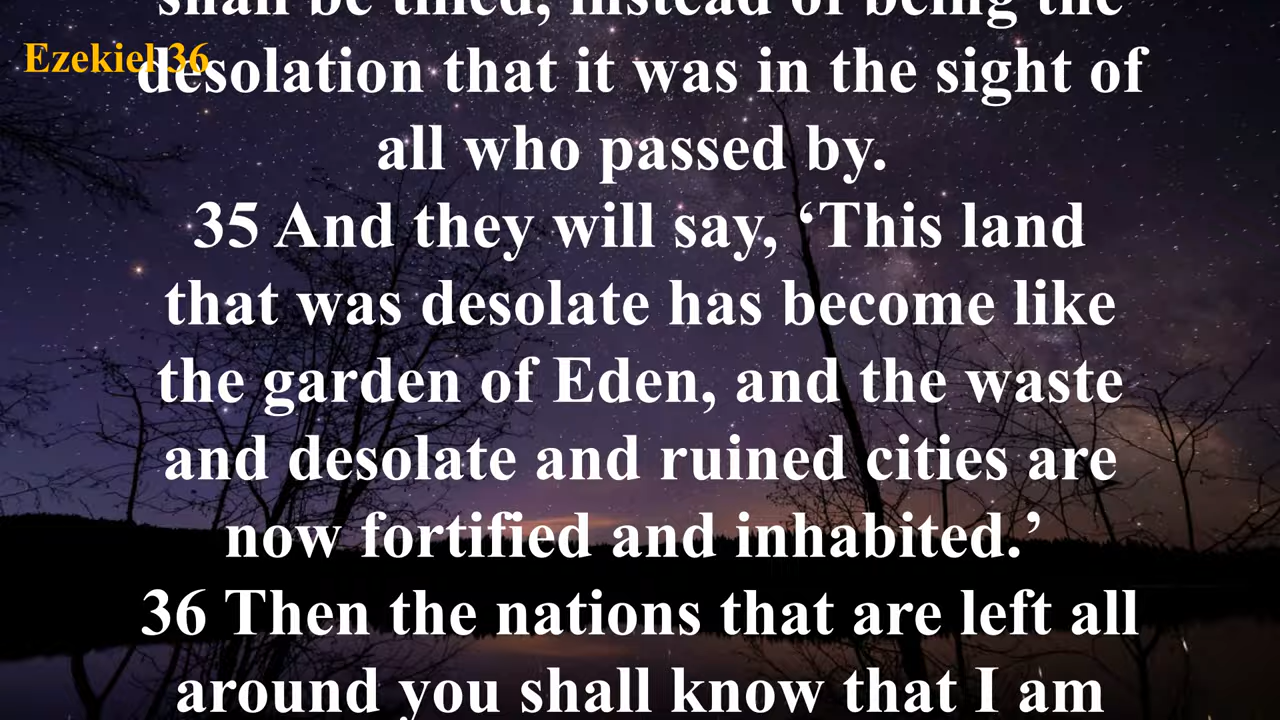 shall be tilled, instead of being the
Ezekiel 36
desolation that it was in the sight of
all who passed by.
35 And they will say, ‘This land
that was desolate has become like
the garden of Eden, and the waste
and desolate and ruined cities are
now fortified and inhabited.’
36 Then the nations that are left all
around you shall know that I am